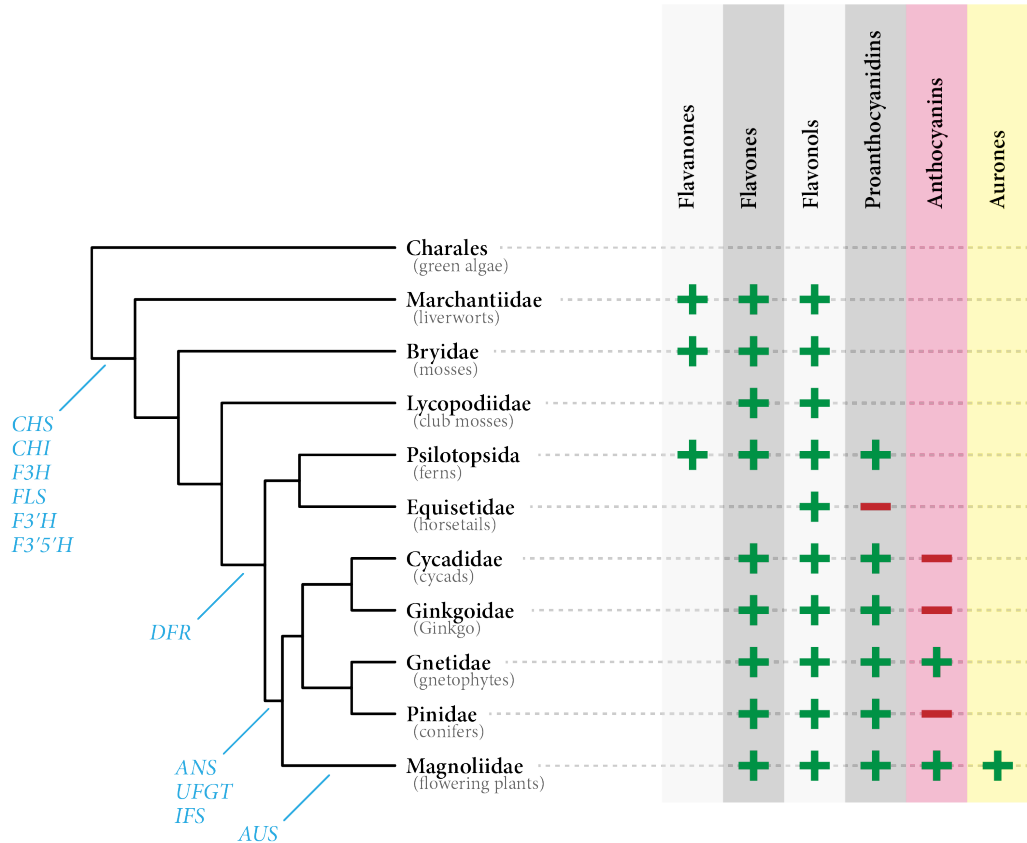 Flavanones
Flavones
Flavonols
Proanthocyanidins
Anthocyanins
Aurones
Charales
(green algae)
Marchantiidae
(liverworts)
Bryidae
(mosses)
Lycopodiidae
(club mosses)
Psilotopsida
(ferns)
Equisetidae
(horsetails)
Cycadidae
(cycads)
Ginkgoidae
(Ginkgo)
Gnetidae
(gnetophytes)
Pinidae
(conifers)
Magnoliidae
(flowering plants)
CHS
CHI
F3H
FLS
F3'H
F3'5'H
DFR
ANS
UFGT
IFS
AUS